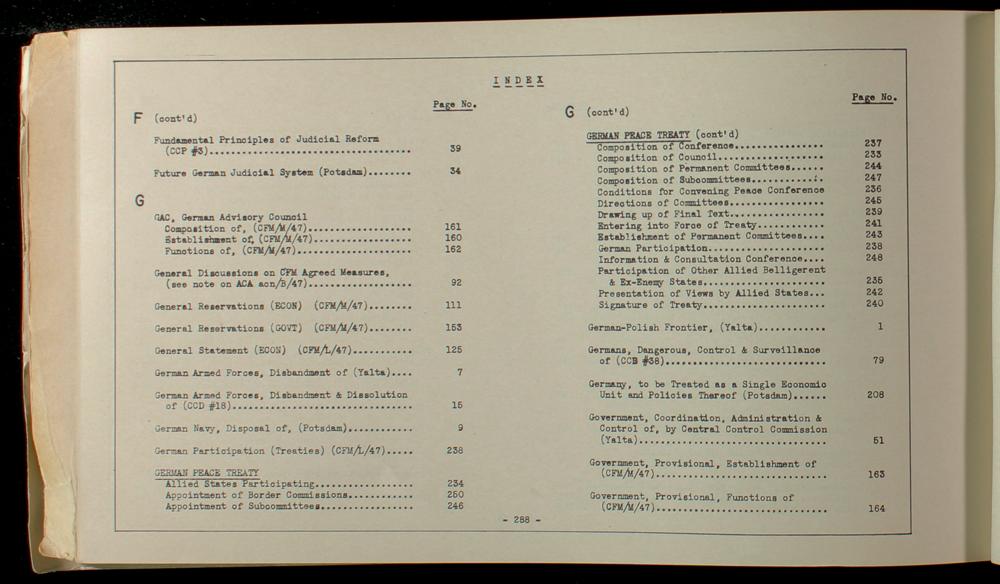 INDEX
Page No.
F (cont'd)
Fundamental Principles of Judicial Reform
(CCP #3)................................... 39
Future German Judicial System (Potsdam)........ 34
G
GAC, German Advisory Council
Composition of, (CFM/M/47).................... 161
Establishment of, (CFM/M/47).................. 160
Functions of, (CFM/M/47)...................... 162
General Discussions on CFM Agreed Measures,
(see note on ACA acn/B/47).................... 92
General Reservations (ECON) (CFM/M/47)........ 111
General Reservations (GOVT) (CFM/M/47)........ 153
General Statement (ECON) (CFM/L/47)........... 125
German Armed Forces, Disbandment of (Yalta).... 7
German Armed Forces, Disbandment & Dissolution
of (CCD #18)................................ 15
German Navy, Disposal of, (Potsdam)............ 9
German Participation (Treaties) (CFM/L/47)..... 238
GERMAN PEACE TREATY
Allied States Participating.................. 234
Appointment of Border Commissions............ 250
Appointment of Subcommittees................. 246
Page No.
G (cont'd)
GERMAN PEACE TREATY (cont'd)
Composition of Conference................ 237
Composition of Council................... 233
Composition of Permanent Committees...... 244
Composition of Subcommittees............. 247
Conditions for Convening Peace Conference 236
Directions of Committees................. 245
Drawing up of Final Text................. 239
Entering into Force of Treaty............ 241
Establishment of Permanent Committees.... 243
German Participation..................... 238
Information & Consultation Conference.... 248
Participation of Other Allied Belligerent
& Ex-Enemy States...................... 235
Presentation of Views by Allied States... 242
Signature of Treaty...................... 240
German-Polish Frontier, (Yalta)............ 1
Germans, Dangerous, Control & Surveillance
of (CCB #38)............................. 79
Germany, to be Treated as a Single Economic
Unit and Policies Thereof (Potsdam)...... 208
Government, Coordination, Administration &
Control of, by Central Control Commission
(Yalta).................................. 51
Government, Provisional, Establishment of
(CFM/M/47)............................... 163
Government, Provisional, Functions of
(CFM/M/47)............................... 164
- 288 -